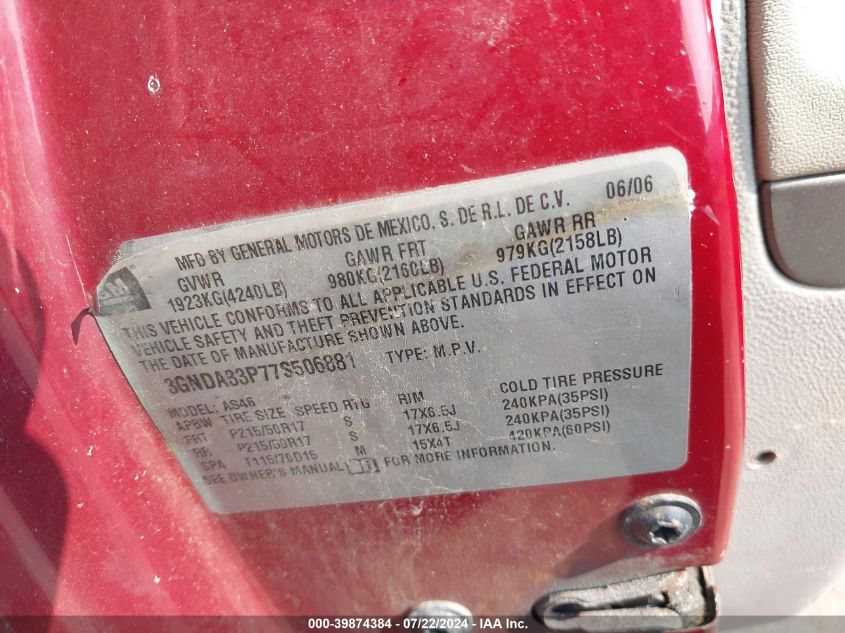 MFD BY GENERAL MOTORS DE MEXICO, S. DE R.L. DE C.V. 06/06
GVWR GAWR FRT GAWR RR
1923KG(4240LB) 980KG(2160LB) 979KG(2158LB)
THIS VEHICLE CONFORMS TO ALL APPLICABLE U.S. FEDERAL MOTOR
VEHICLE SAFETY AND THEFT PREVENTION STANDARDS IN EFFECT ON
THE DATE OF MANUFACTURE SHOWN ABOVE.
3GNDA33P77S506881 TYPE: M.P.V.
MODEL: AS46
APBW TIRE SIZE SPEED RTG RIM COLD TIRE PRESSURE
FRT P215/50R17 S 17X6.5J 240KPA(35PSI)
RR P215/50R17 S 17X6.5J 240KPA(35PSI)
SPA T115/70D15 M 15X4T 420KPA(60PSI)
SEE OWNER'S MANUAL FOR MORE INFORMATION.
000-39874384 / 07/22/2024 / IAA Inc.